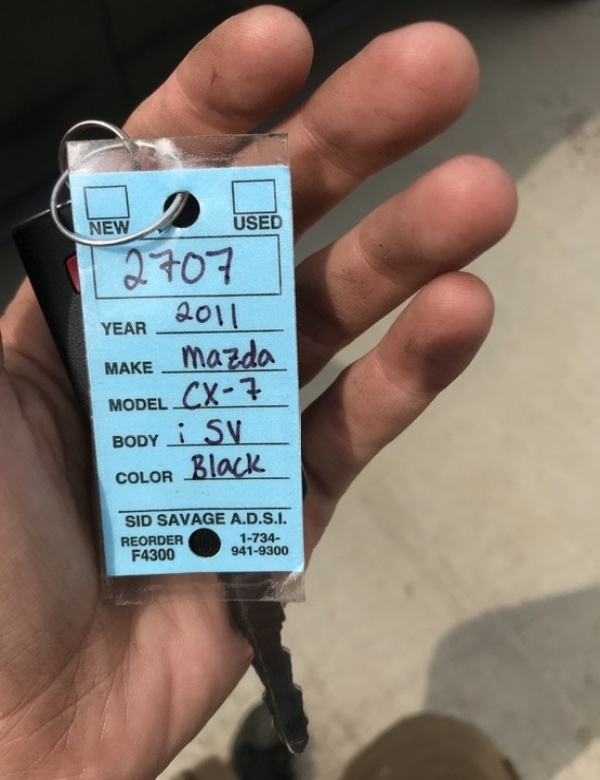 NEW USED
2707
YEAR 2011
MAKE Mazda
MODEL CX-7
BODY i SV
COLOR Black
SID SAVAGE A.D.S.I.
REORDER F4300 1-734-941-9300